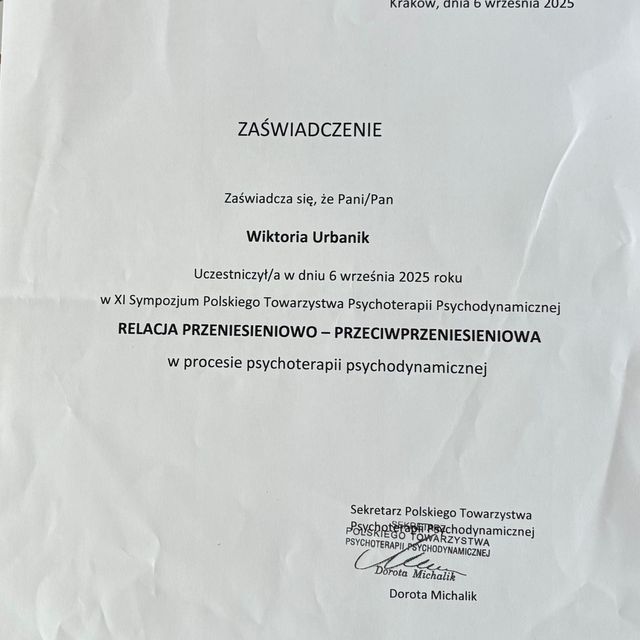 Kraków, dnia 6 września 2025
ZAŚWIADCZENIE
Zaświadcza się, że Pani/Pan
Wiktoria Urbanik
Uczestniczył/a w dniu 6 września 2025 roku
w XI Sympozjum Polskiego Towarzystwa Psychoterapii Psychodynamicznej
RELACJA PRZENIESIENIOWO – PRZECIWPRZENIESIENIOWA
w procesie psychoterapii psychodynamicznej
Sekretarz Polskiego Towarzystwa
Psychoterapii Psychodynamicznej
SEKRETARZ
POLSKIEGO TOWARZYSTWA
PSYCHOTERAPII PSYCHODYNAMICZNEJ
Dorota Michalik
Dorota Michalik